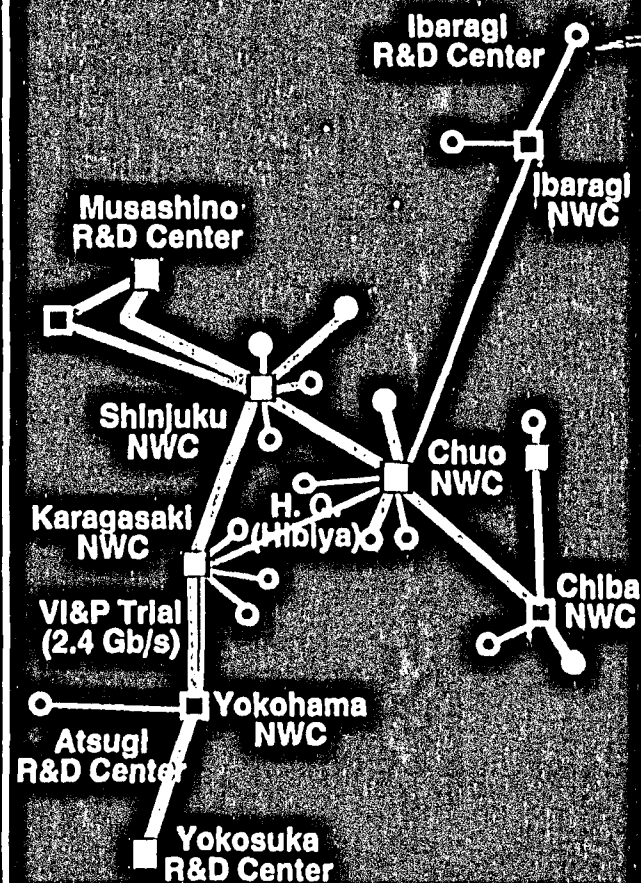 Ibaragi
R&D Center
Ibaragi
NWC
Musashino
R&D Center
Shinjuku
NWC
Chuo
NWC
H. Q.
(Hibiya)
Karagasaki
NWC
Chiba
NWC
VI&P Trial
(2.4 Gb/s)
Yokohama
NWC
Atsugi
R&D Center
Yokosuka
R&D Center